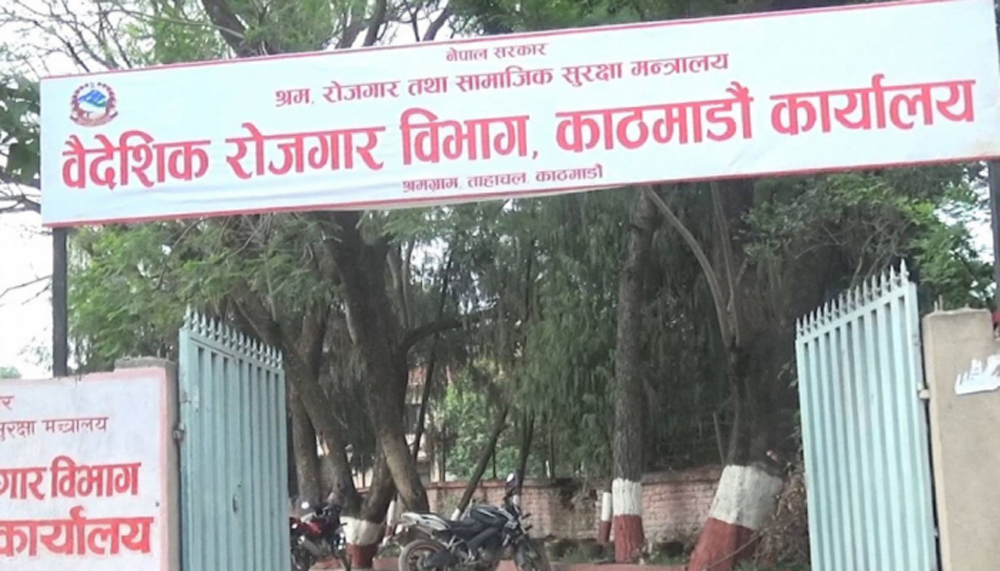 नेपाल सरकार
श्रम, रोजगार तथा सामाजिक सुरक्षा मन्त्रालय
वैदेशिक रोजगार विभाग, काठमाडौं कार्यालय
श्रमग्राम, ताहाचल, काठमाडौं
सुरक्षा मन्त्रालय
गार विभाग
कार्यालय